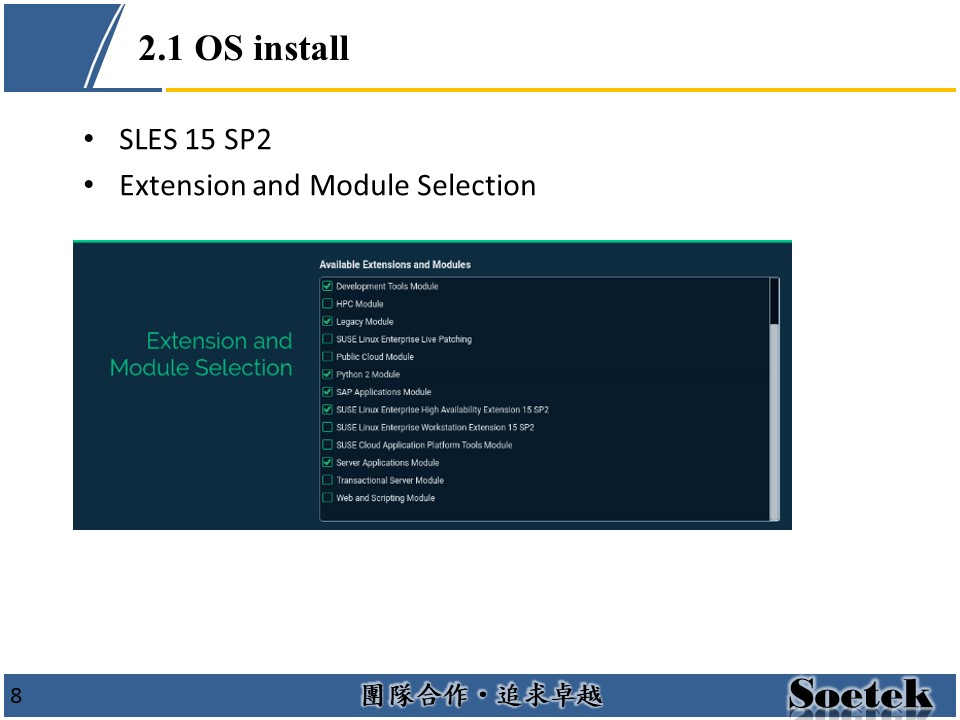 2.1 OS install
• SLES 15 SP2
• Extension and Module Selection
Extension and
Module Selection
Available Extensions and Modules
Development Tools Module
HPC Module
Legacy Module
SUSE Linux Enterprise Live Patching
Public Cloud Module
Python 2 Module
SAP Applications Module
SUSE Linux Enterprise High Availability Extension 15 SP2
SUSE Linux Enterprise Workstation Extension 15 SP2
SUSE Cloud Application Platform Tools Module
Server Applications Module
Transactional Server Module
Web and Scripting Module
8
團隊合作・追求卓越
Soetek